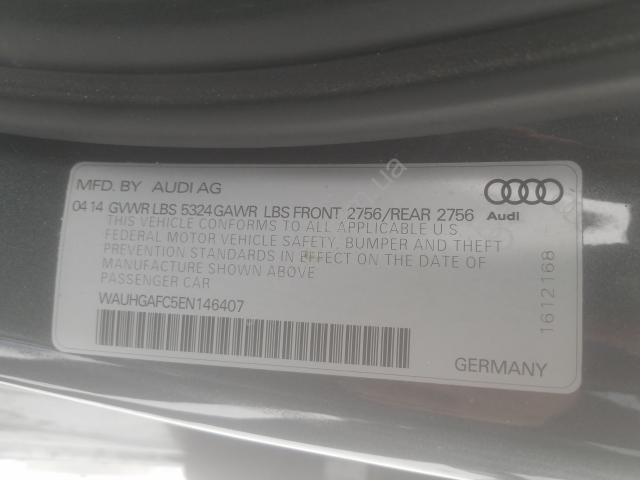 MFD. BY AUDI AG
04 14 GVWR LBS 5324 GAWR LBS FRONT 2756/REAR 2756
THIS VEHICLE CONFORMS TO ALL APPLICABLE U S
FEDERAL MOTOR VEHICLE SAFETY, BUMPER AND THEFT
PREVENTION STANDARDS IN EFFECT ON THE DATE OF
MANUFACTURE SHOWN ABOVE
PASSENGER CAR
WAUHGAFC5EN146407
Audi
1612168
GERMANY